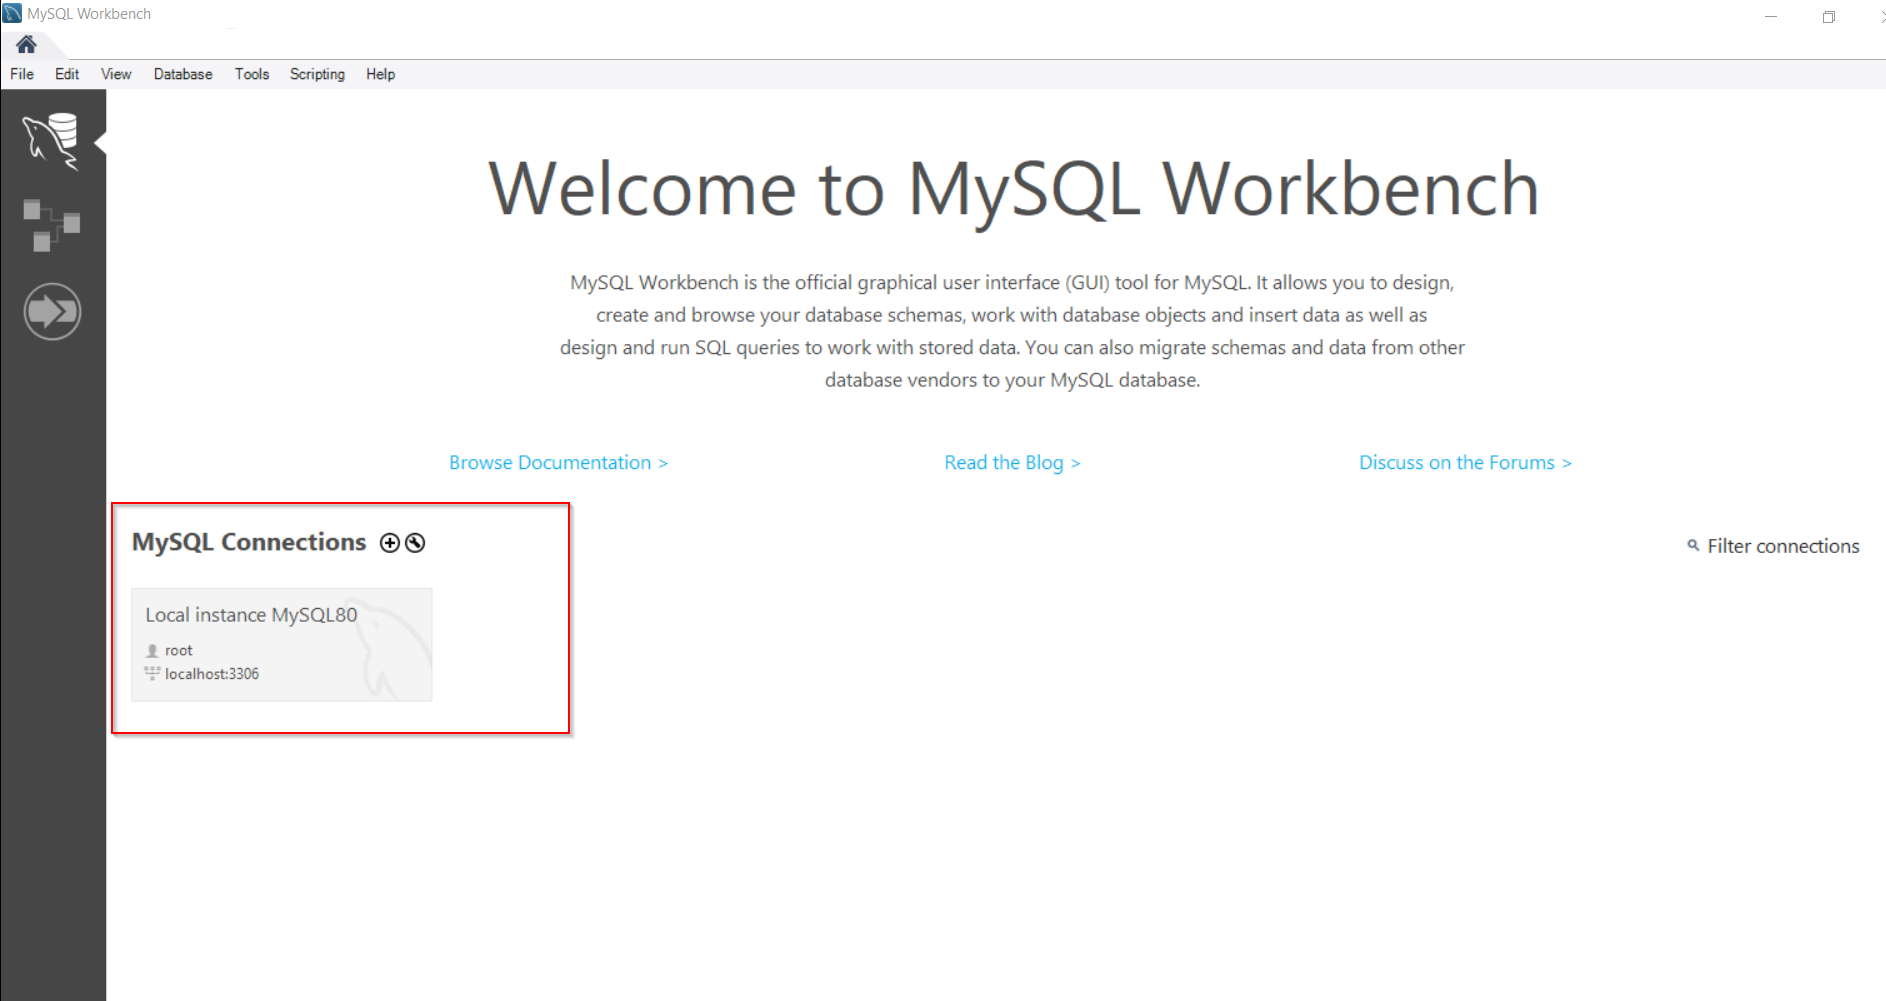 MySQL Workbench
File Edit View Database Tools Scripting Help
Welcome to MySQL Workbench
MySQL Workbench is the official graphical user interface (GUI) tool for MySQL. It allows you to design,
create and browse your database schemas, work with database objects and insert data as well as
design and run SQL queries to work with stored data. You can also migrate schemas and data from other
database vendors to your MySQL database.
Browse Documentation > Read the Blog > Discuss on the Forums >
MySQL Connections Filter connections
Local instance MySQL80
root
localhost:3306